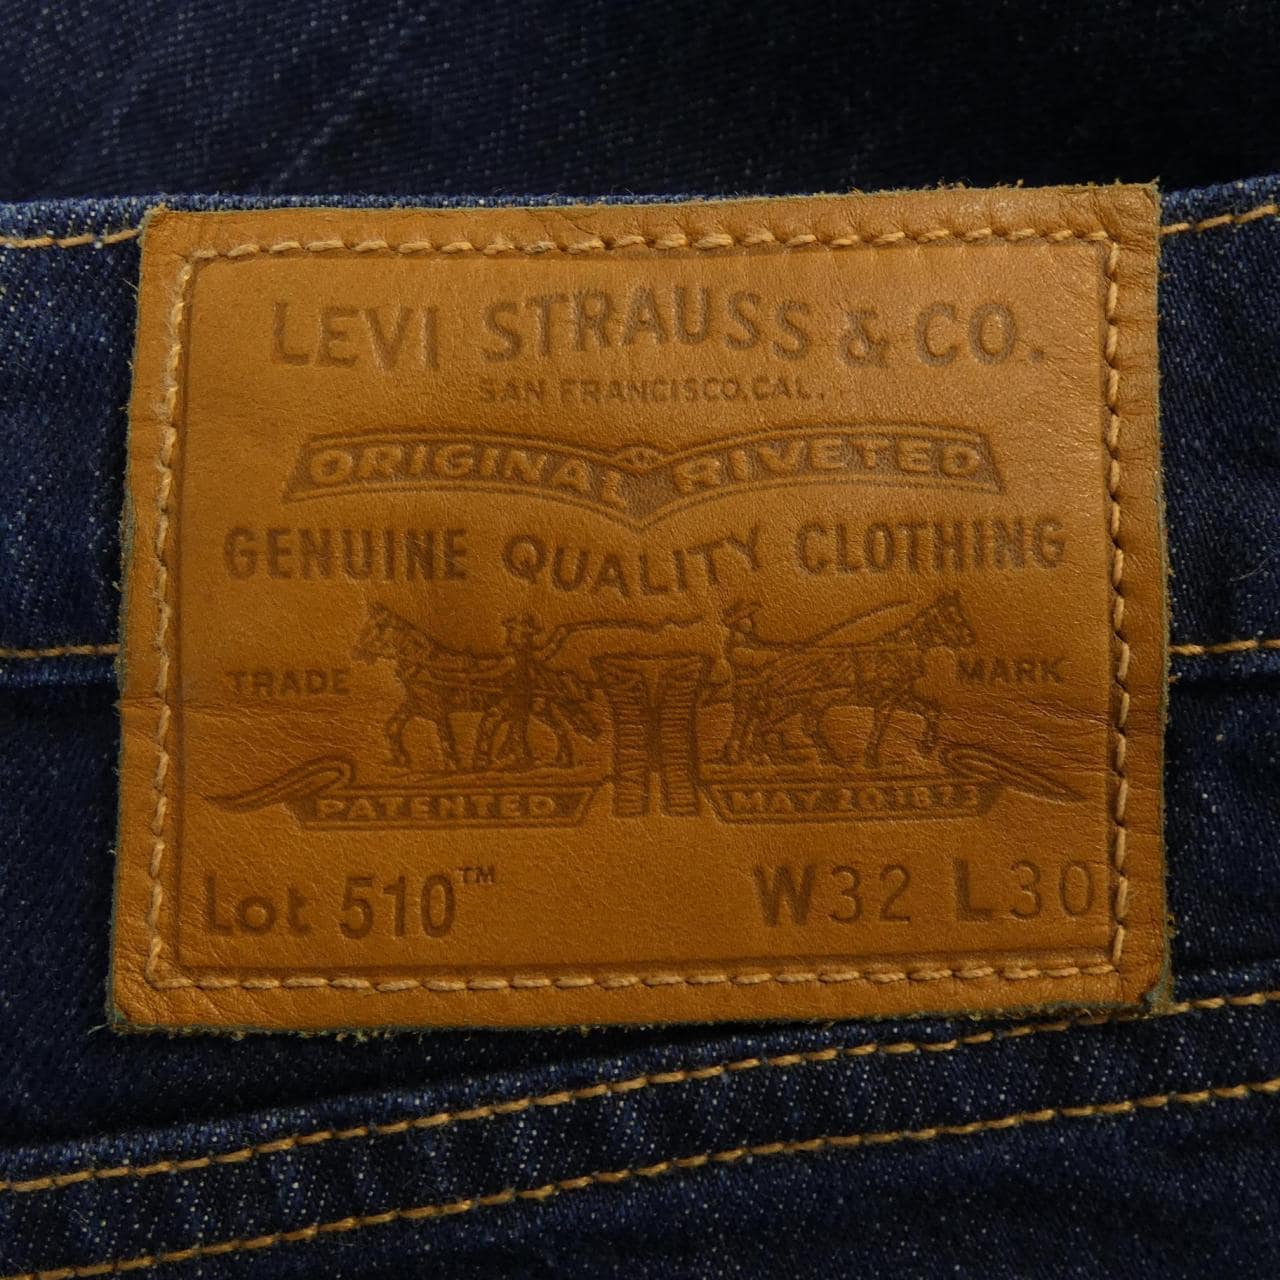 LEVI STRAUSS & CO.
SAN FRANCISCO, CAL.
ORIGINAL RIVETED
GENUINE QUALITY CLOTHING
TRADE MARK
PATENTED MAY 20 1873
Lot 510™ W32 L30